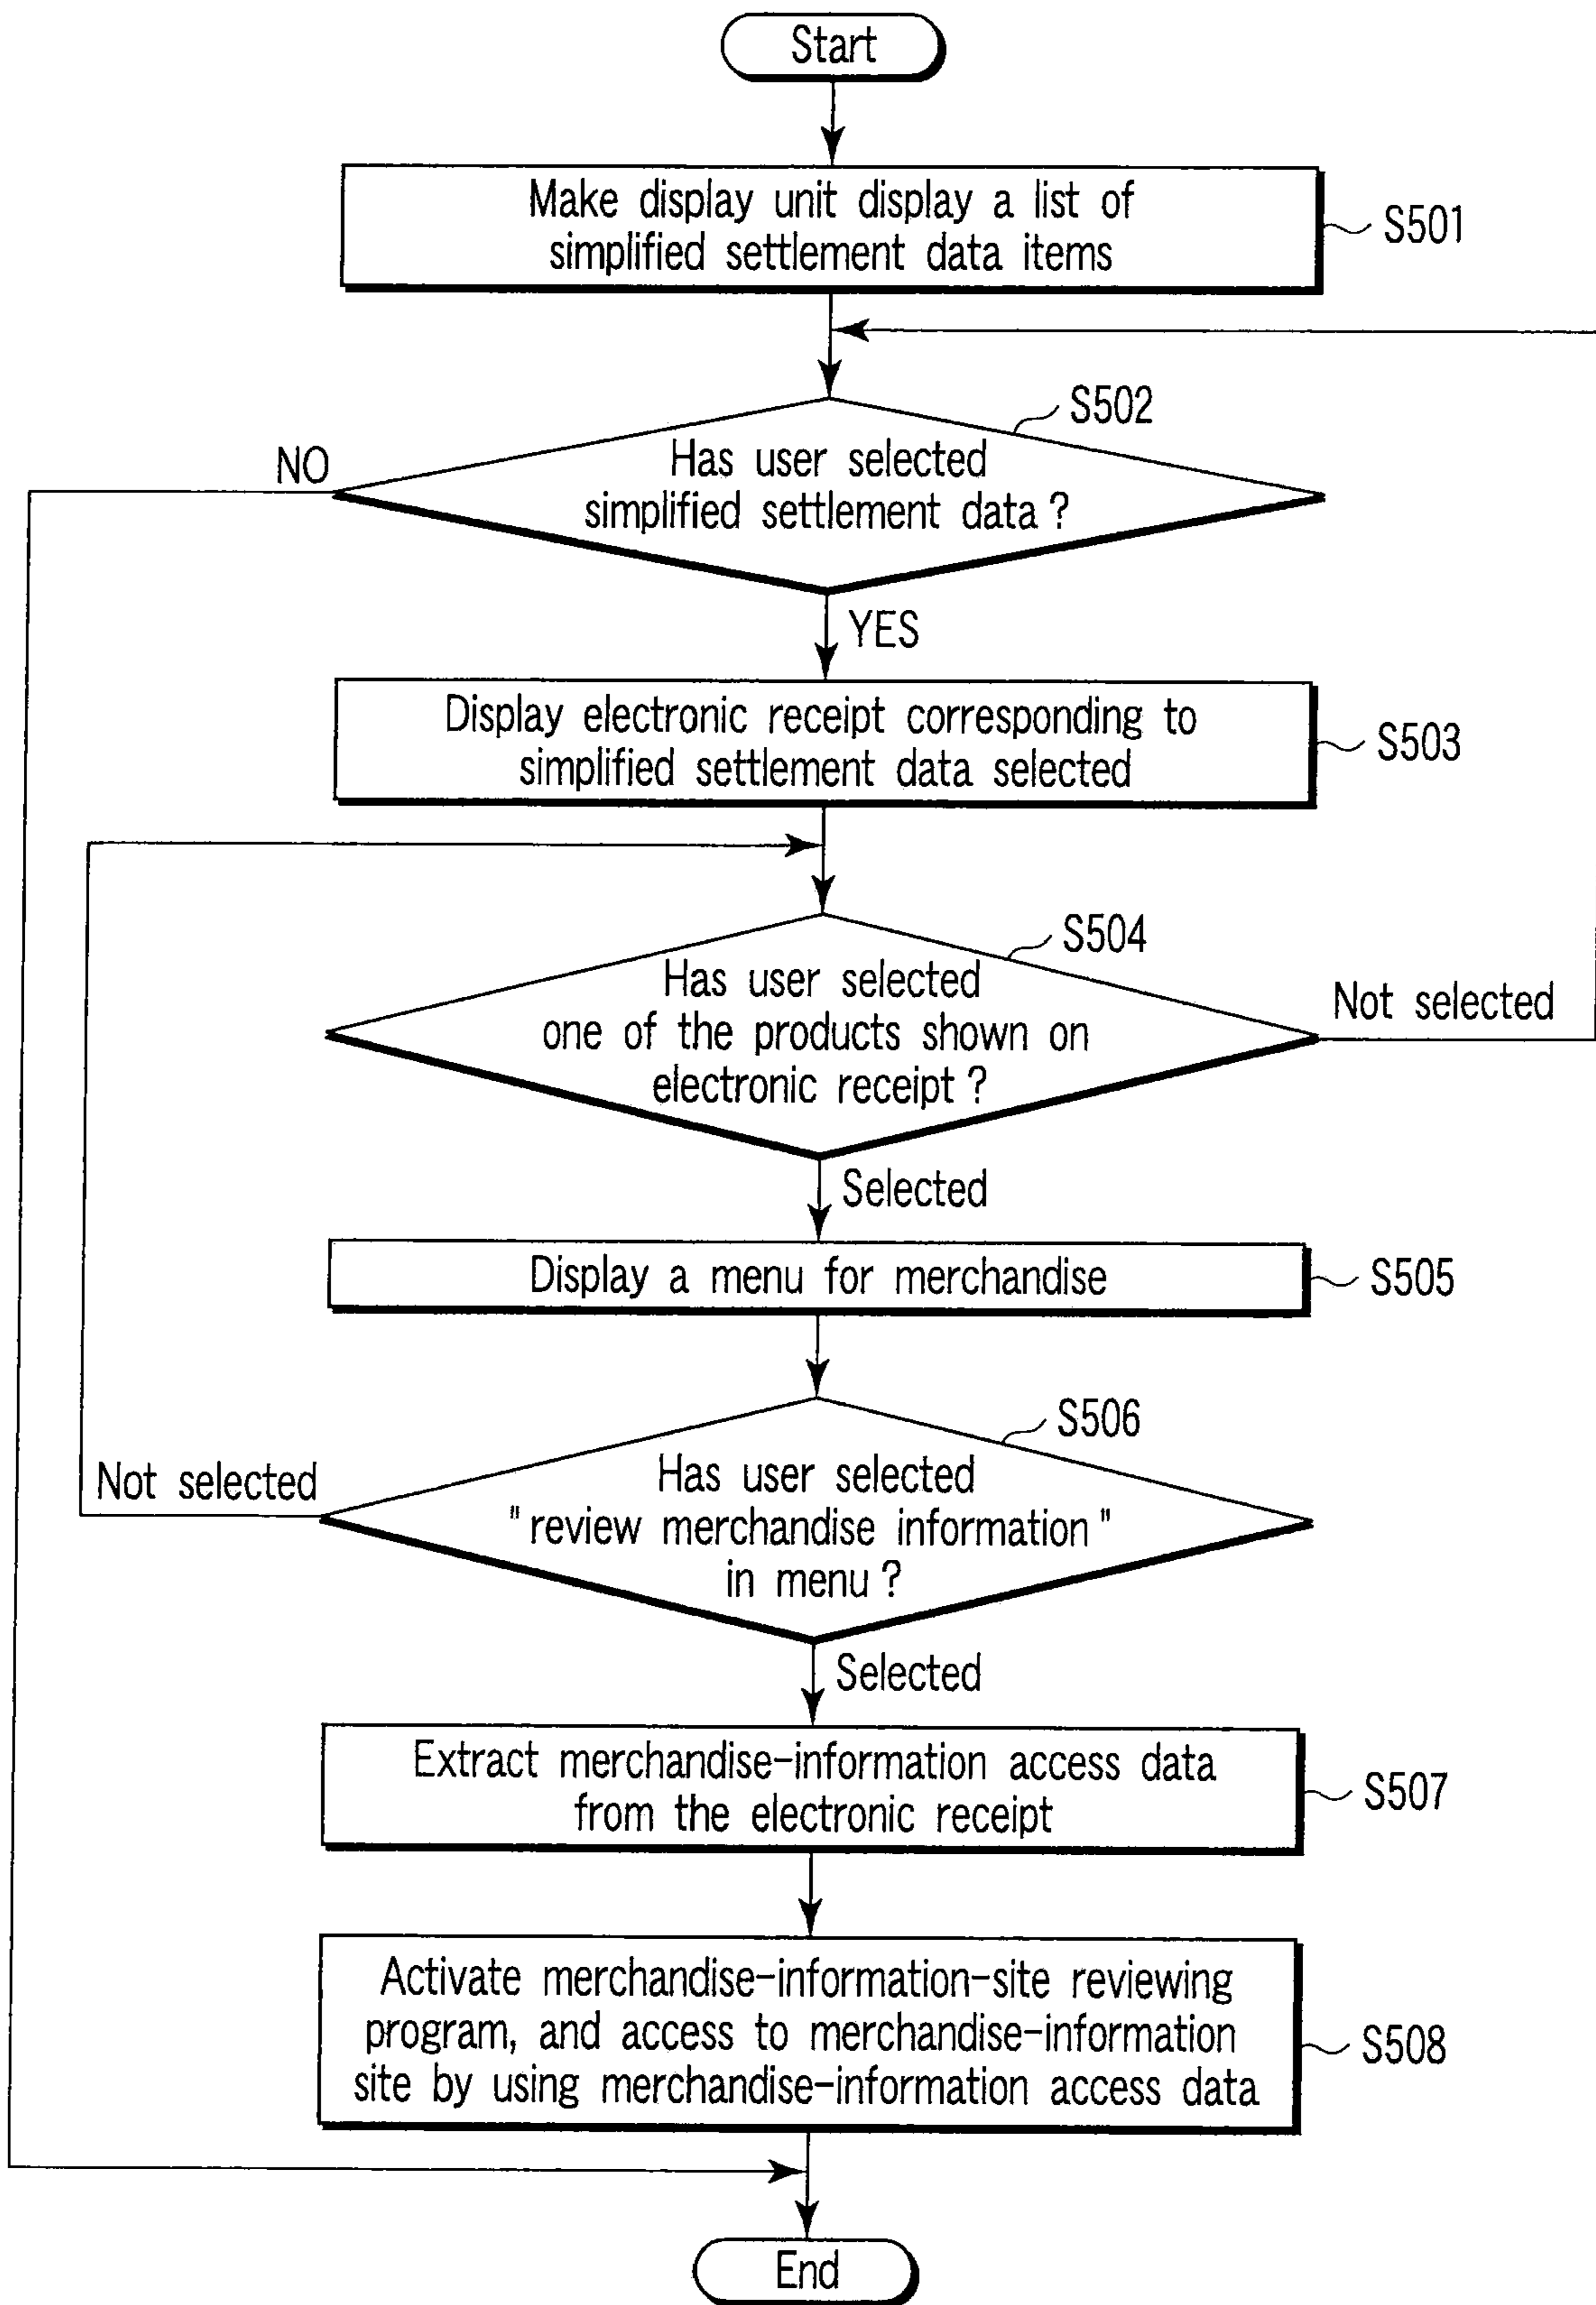 Start
Make display unit display a list of
simplified settlement data items
S501
S502
NO
Has user selected
simplified settlement data ?
YES
Display electronic receipt corresponding to
simplified settlement data selected
S503
S504
Has user selected
one of the products shown on
electronic receipt ?
Not selected
Selected
Display a menu for merchandise
S505
S506
Not selected
Has user selected
"review merchandise information"
in menu ?
Selected
Extract merchandise-information access data
from the electronic receipt
S507
Activate merchandise-information-site reviewing
program, and access to merchandise-information
site by using merchandise-information access data
S508
End